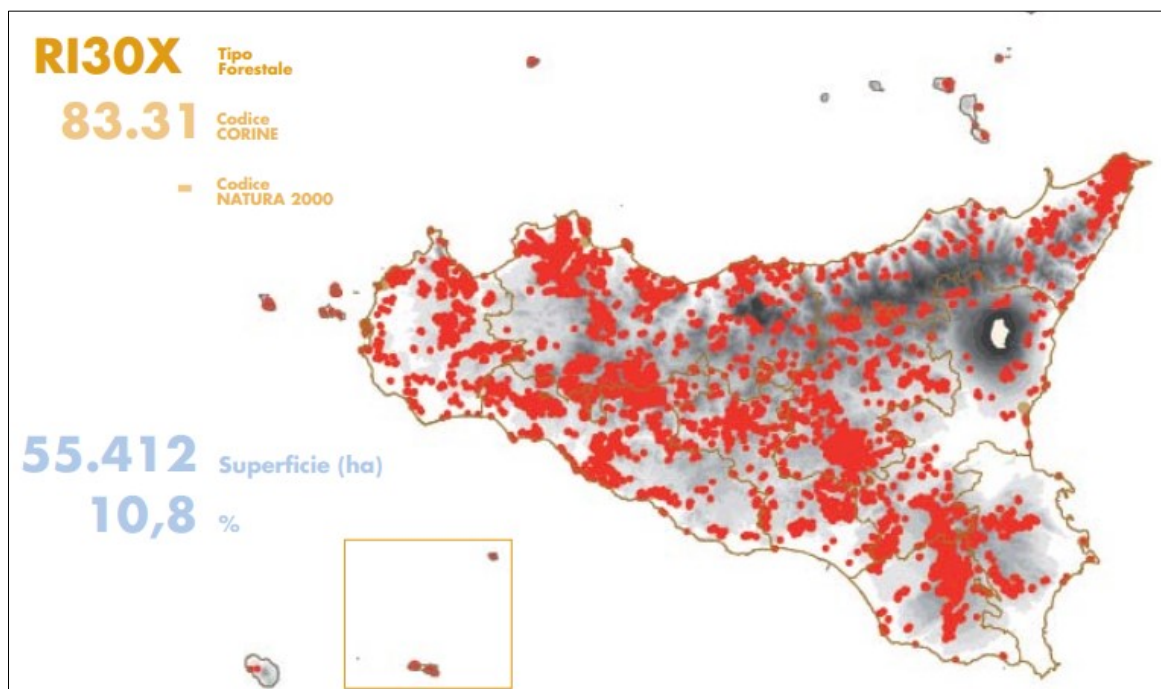 RI30X
Tipo
Forestale
83.31
Codice
CORINE
-
Codice
NATURA 2000
55.412
Superficie (ha)
10,8
%